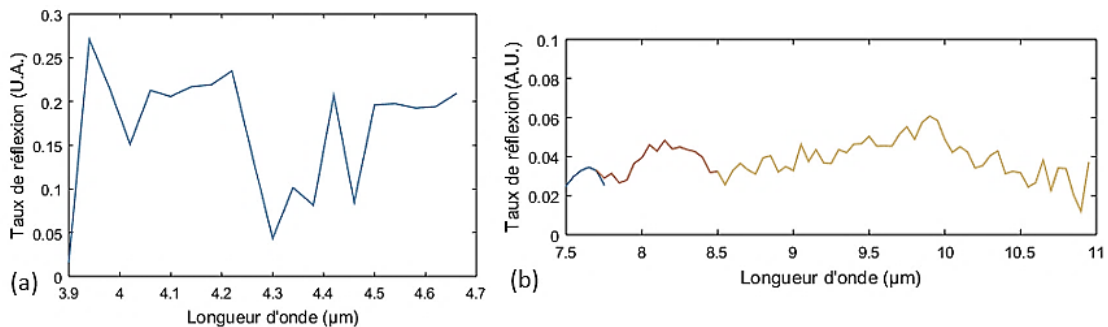 0.3
0.25
0.2
0.15
0.1
0.05
0
Taux de réflexion (U.A.)
3.9 4 4.1 4.2 4.3 4.4 4.5 4.6 4.7
Longueur d'onde (µm)
(a)
0.1
0.08
0.06
0.04
0.02
0
Taux de réflexion(A.U.)
7.5 8 8.5 9 9.5 10 10.5 11
Longueur d'onde (µm)
(b)